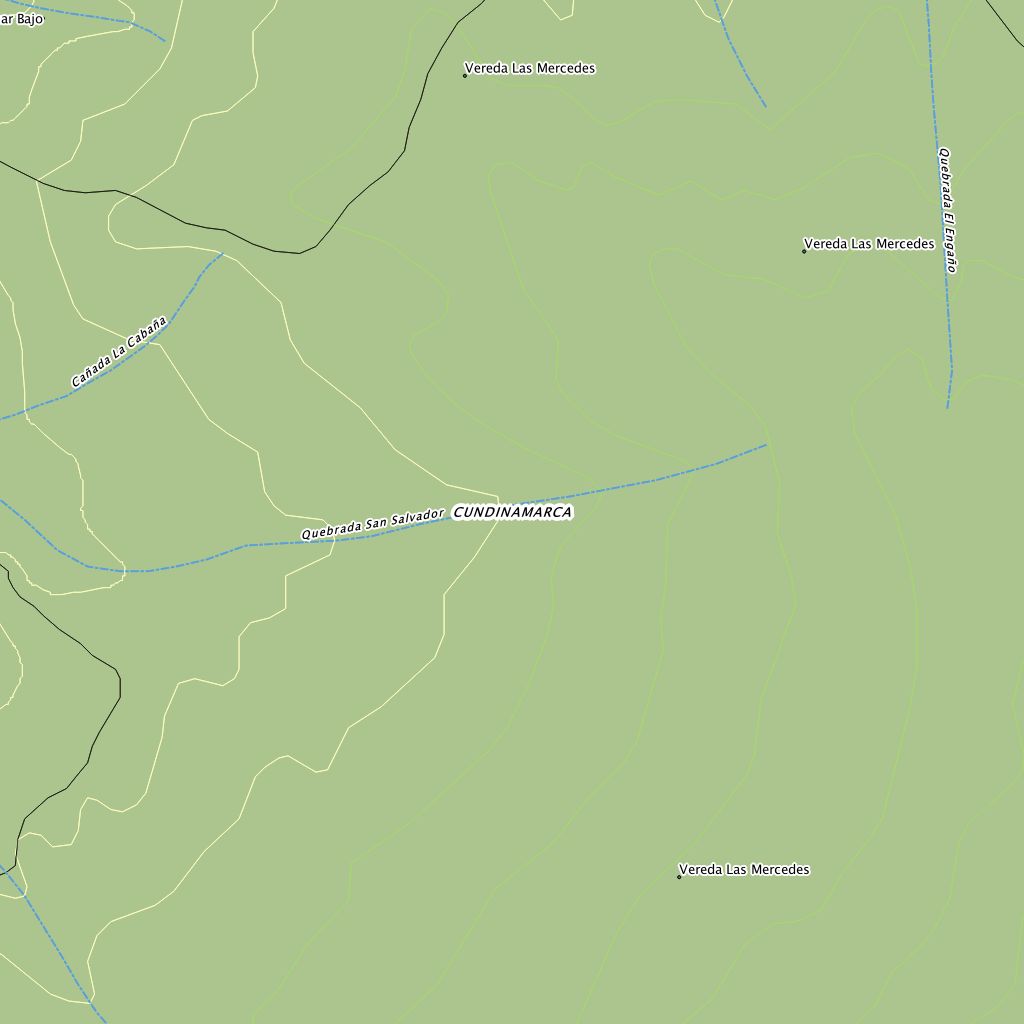 ar Bajo
Vereda Las Mercedes
Quebrada El Engaño
Vereda Las Mercedes
Cañada La Cabaña
Quebrada San Salvador
CUNDINAMARCA
Vereda Las Mercedes